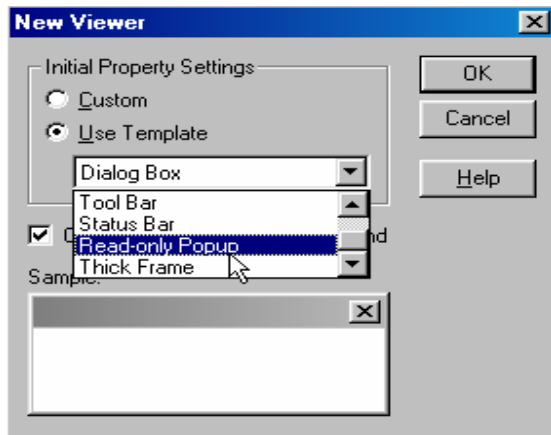 New Viewer
Initial Property Settings
Custom
Use Template
Dialog Box
Tool Bar
Status Bar
Read-only Popup
Thick Frame
Sample:
OK
Cancel
Help